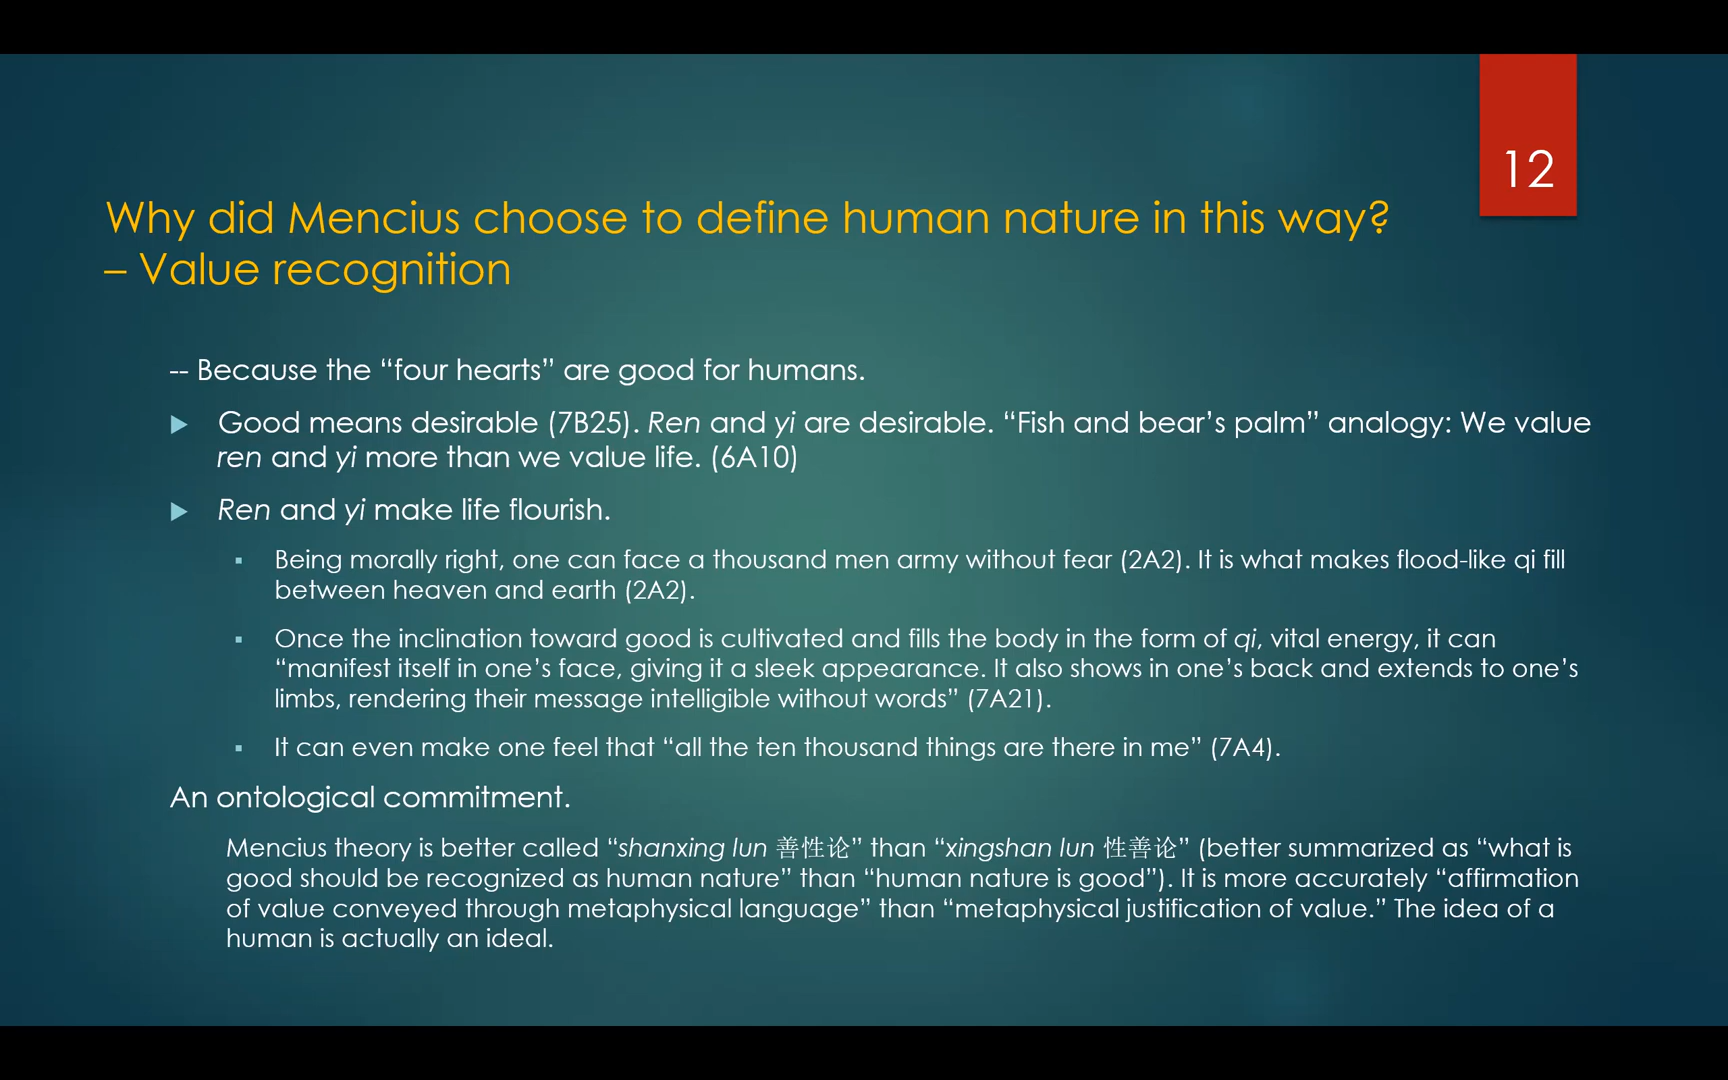 12
Why did Mencius choose to define human nature in this way?
– Value recognition
-- Because the “four hearts” are good for humans.
Good means desirable (7B25). Ren and yi are desirable. “Fish and bear’s palm” analogy: We value
ren and yi more than we value life. (6A10)
Ren and yi make life flourish.
Being morally right, one can face a thousand men army without fear (2A2). It is what makes flood-like qi fill
between heaven and earth (2A2).
Once the inclination toward good is cultivated and fills the body in the form of qi, vital energy, it can
“manifest itself in one’s face, giving it a sleek appearance. It also shows in one’s back and extends to one’s
limbs, rendering their message intelligible without words” (7A21).
It can even make one feel that “all the ten thousand things are there in me” (7A4).
An ontological commitment.
Mencius theory is better called “shanxing lun 善性论” than “xingshan lun 性善论” (better summarized as “what is
good should be recognized as human nature” than “human nature is good”). It is more accurately “affirmation
of value conveyed through metaphysical language” than “metaphysical justification of value.” The idea of a
human is actually an ideal.